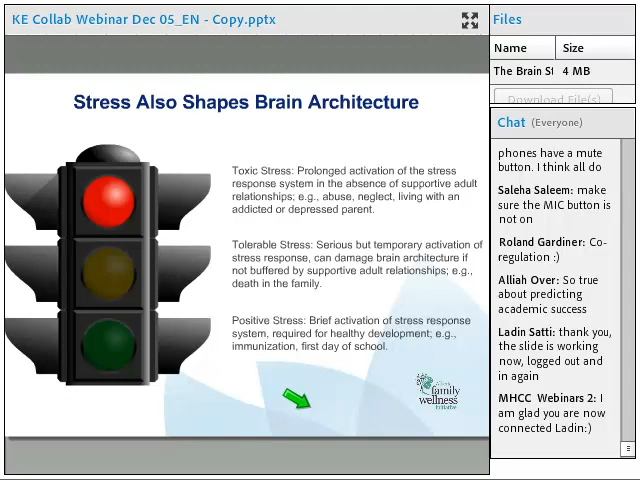 KE Collab Webinar Dec 05_EN - Copy.pptx
Stress Also Shapes Brain Architecture
Toxic Stress: Prolonged activation of the stress
response system in the absence of supportive adult
relationships; e.g., abuse, neglect, living with an
addicted or depressed parent.
Tolerable Stress: Serious but temporary activation of
stress response, can damage brain architecture if
not buffered by supportive adult relationships; e.g.,
death in the family.
Positive Stress: Brief activation of stress response
system, required for healthy development; e.g.,
immunization, first day of school.
family
wellness
initiative
Files
Name Size
The Brain St 4 MB
Download File(s)
Chat (Everyone)
phones have a mute
button. I think all do
Saleha Saleem: make
sure the MIC button is
not on
Roland Gardiner: Co-
regulation :)
Alliah Over: So true
about predicting
academic success
Ladin Satti: thank you,
the slide is working
now, logged out and
in again
MHCC Webinars 2: I
am glad you are now
connected Ladin:)